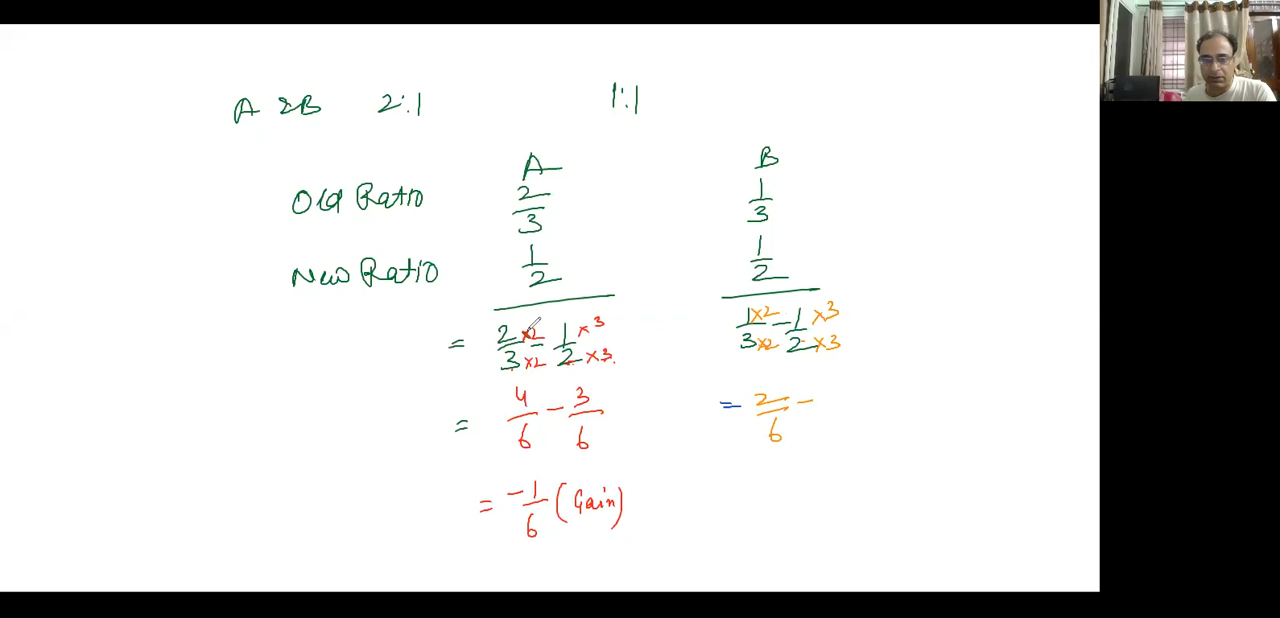 A & B 2:1 1:1
A B
Old Ratio 2/3 1/3
New Ratio 1/2 1/2
= 2×2/3×2 - 1×3/2×3 1×2/3×2 - 1×3/2×3
= 4/6 - 3/6 = 2/6 -
= -1/6 (Gain)